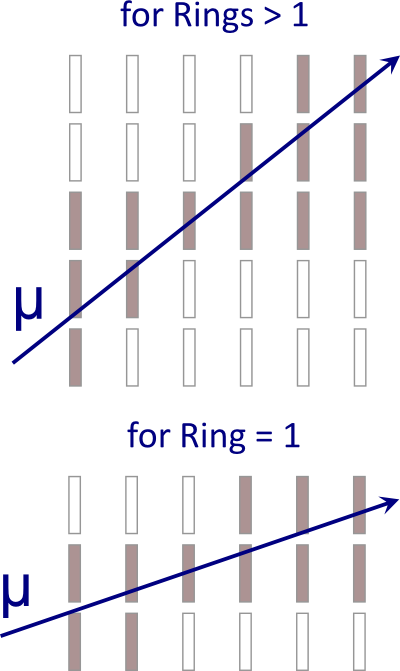 for Rings > 1
μ
for Ring = 1
μ